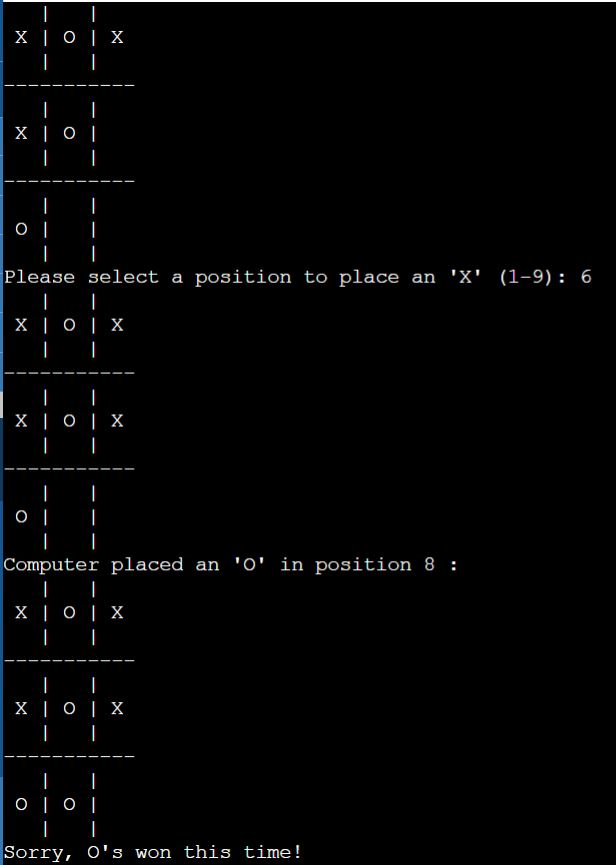 |   |
 X | O | X
   |   |
-----------
   |   |
 X | O |
   |   |
-----------
   |   |
 O |   |
   |   |
Please select a position to place an 'X' (1-9): 6
   |   |
 X | O | X
   |   |
-----------
   |   |
 X | O | X
   |   |
-----------
   |   |
 O |   |
   |   |
Computer placed an 'O' in position 8 :
   |   |
 X | O | X
   |   |
-----------
   |   |
 X | O | X
   |   |
-----------
   |   |
 O | O |
   |   |
Sorry, O's won this time!